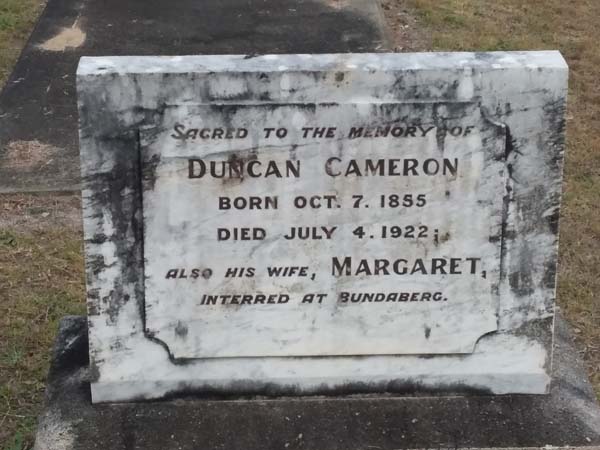 SACRED TO THE MEMORY OF
DUNCAN CAMERON
BORN OCT. 7. 1855
DIED JULY 4. 1922;
ALSO HIS WIFE, MARGARET,
INTERRED AT BUNDABERG.